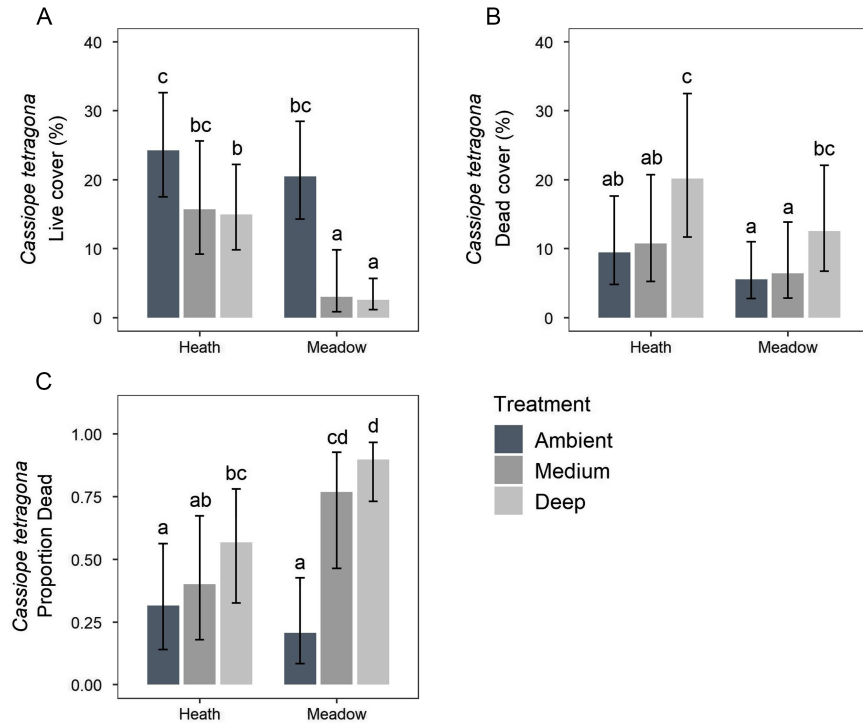 A
Cassiope tetragona
Live cover (%)
40
30
20
10
0
c
bc
b
bc
a
a
Heath
Meadow
B
Cassiope tetragona
Dead cover (%)
40
30
20
10
0
ab
ab
c
a
a
bc
Heath
Meadow
C
Cassiope tetragona
Proportion Dead
1.00
0.75
0.50
0.25
0.00
a
ab
bc
a
cd
d
Heath
Meadow
Treatment
Ambient
Medium
Deep